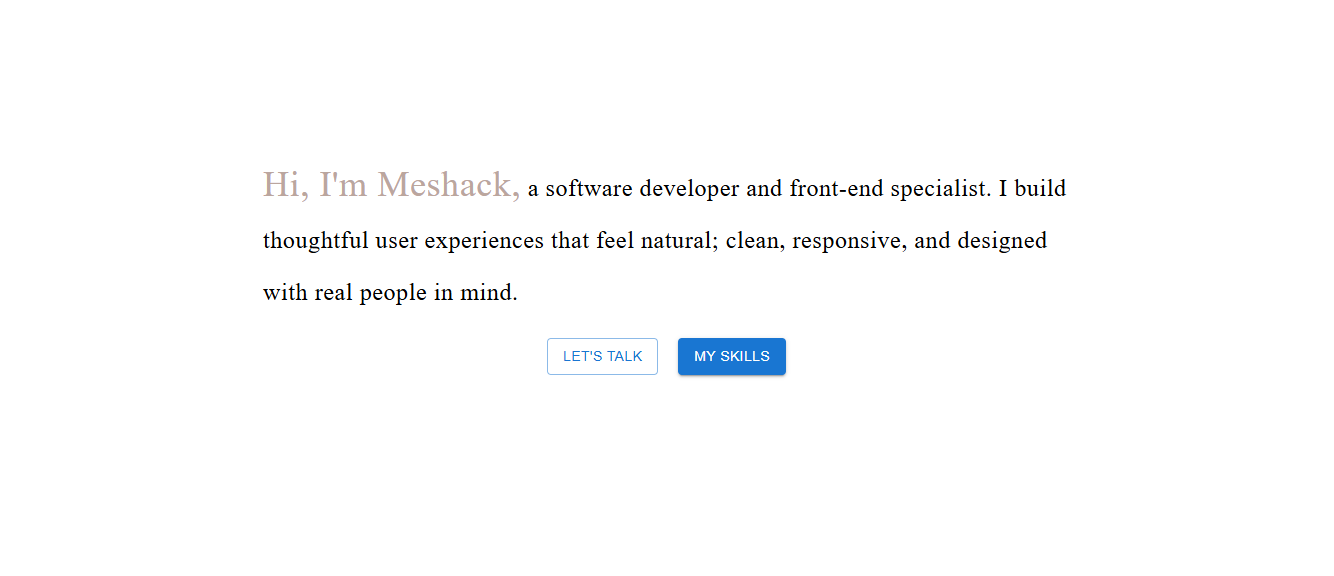 Hi, I'm Meshack, a software developer and front-end specialist. I build
thoughtful user experiences that feel natural; clean, responsive, and designed
with real people in mind.
LET'S TALK MY SKILLS